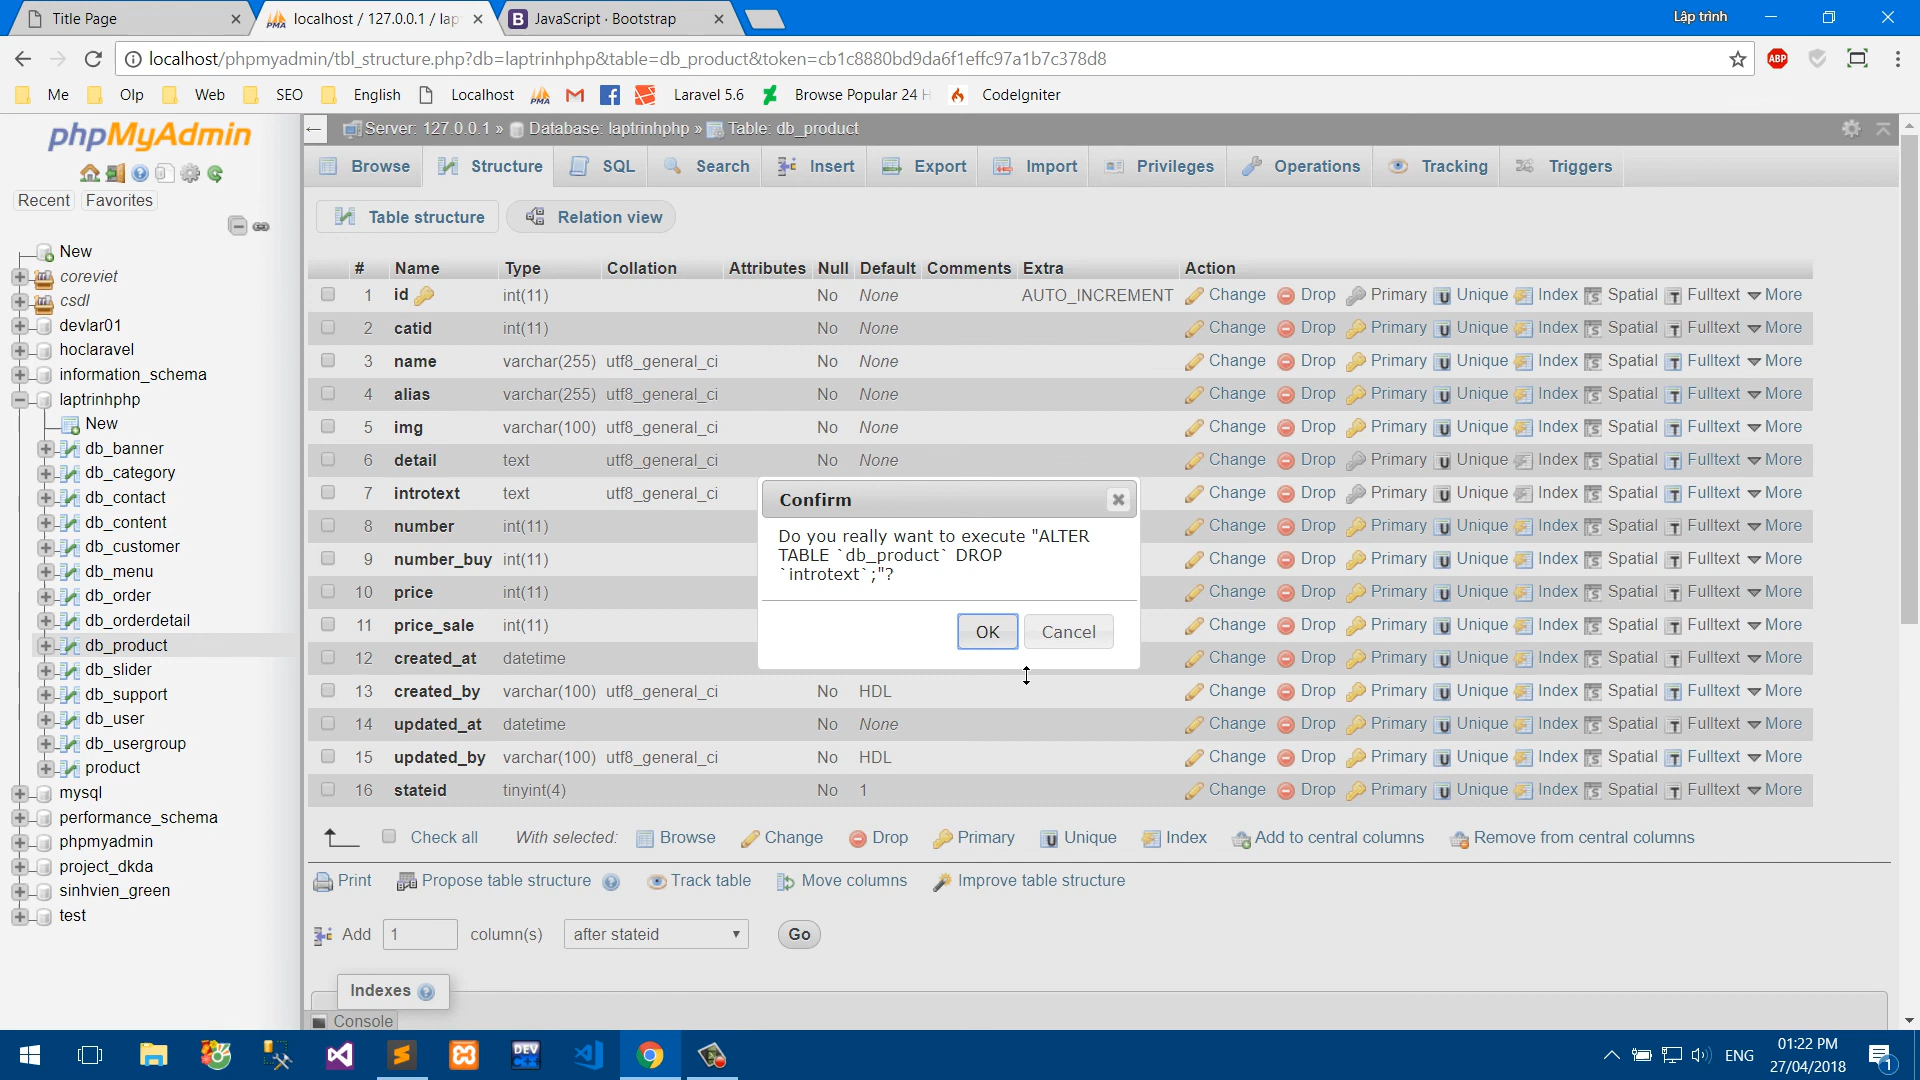 Title Page
localhost / 127.0.0.1 / lap
JavaScript · Bootstrap
Lập trình
localhost/phpmyadmin/tbl_structure.php?db=laptrinhphp&table=db_product&token=cb1c8880bd9da6f1effc97a1b7c378d8
ABP
Me Olp Web SEO English Localhost PMA Laravel 5.6 Browse Popular 24 CodeIgniter
phpMyAdmin
Recent Favorites
New
coreviet
csdl
devlar01
hoclaravel
information_schema
laptrinhphp
New
db_banner
db_category
db_contact
db_content
db_customer
db_menu
db_order
db_orderdetail
db_product
db_slider
db_support
db_user
db_usergroup
product
mysql
performance_schema
phpmyadmin
project_dkda
sinhvien_green
test
Server: 127.0.0.1 » Database: laptrinhphp » Table: db_product
Browse Structure SQL Search Insert Export Import Privileges Operations Tracking Triggers
Table structure Relation view
# Name Type Collation Attributes Null Default Comments Extra Action
1 id int(11) No None AUTO_INCREMENT Change Drop Primary Unique Index Spatial Fulltext More
2 catid int(11) No None Change Drop Primary Unique Index Spatial Fulltext More
3 name varchar(255) utf8_general_ci No None Change Drop Primary Unique Index Spatial Fulltext More
4 alias varchar(255) utf8_general_ci No None Change Drop Primary Unique Index Spatial Fulltext More
5 img varchar(100) utf8_general_ci No None Change Drop Primary Unique Index Spatial Fulltext More
6 detail text utf8_general_ci No None Change Drop Primary Unique Index Spatial Fulltext More
7 introtext text utf8_general_ci Change Drop Primary Unique Index Spatial Fulltext More
8 number int(11) Change Drop Primary Unique Index Spatial Fulltext More
9 number_buy int(11) Change Drop Primary Unique Index Spatial Fulltext More
10 price int(11) Change Drop Primary Unique Index Spatial Fulltext More
11 price_sale int(11) Change Drop Primary Unique Index Spatial Fulltext More
12 created_at datetime Change Drop Primary Unique Index Spatial Fulltext More
13 created_by varchar(100) utf8_general_ci No HDL Change Drop Primary Unique Index Spatial Fulltext More
14 updated_at datetime No None Change Drop Primary Unique Index Spatial Fulltext More
15 updated_by varchar(100) utf8_general_ci No HDL Change Drop Primary Unique Index Spatial Fulltext More
16 stateid tinyint(4) No 1 Change Drop Primary Unique Index Spatial Fulltext More
Confirm
Do you really want to execute "ALTER
TABLE `db_product` DROP
`introtext`;"?
OK Cancel
Check all With selected: Browse Change Drop Primary Unique Index Add to central columns Remove from central columns
Print Propose table structure Track table Move columns Improve table structure
Add 1 column(s) after stateid Go
Indexes
Console
DEV
ENG
01:22 PM
27/04/2018
1